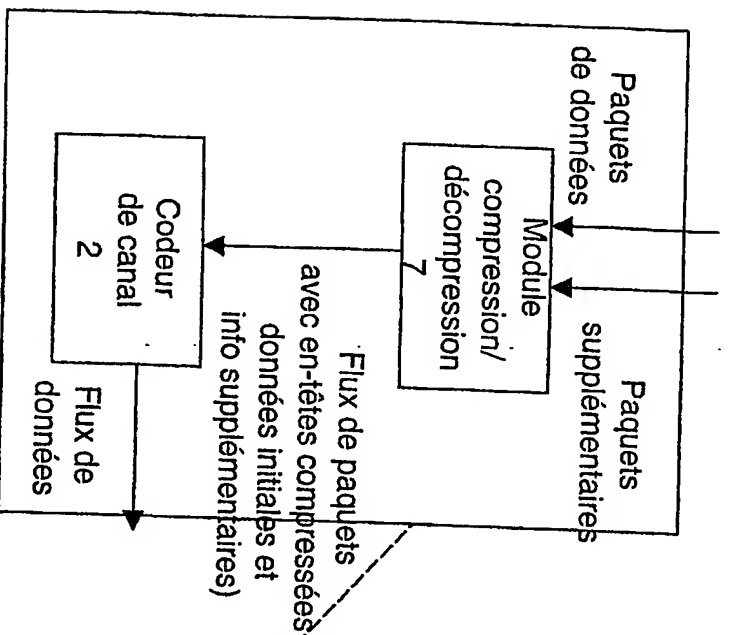 Paquets
de données
Paquets
supplémentaires
Module
compression/
décompression
7
Flux de paquets
avec en-têtes compressées
données initiales et
info supplémentaires)
Codeur
de canal
2
Flux de
données